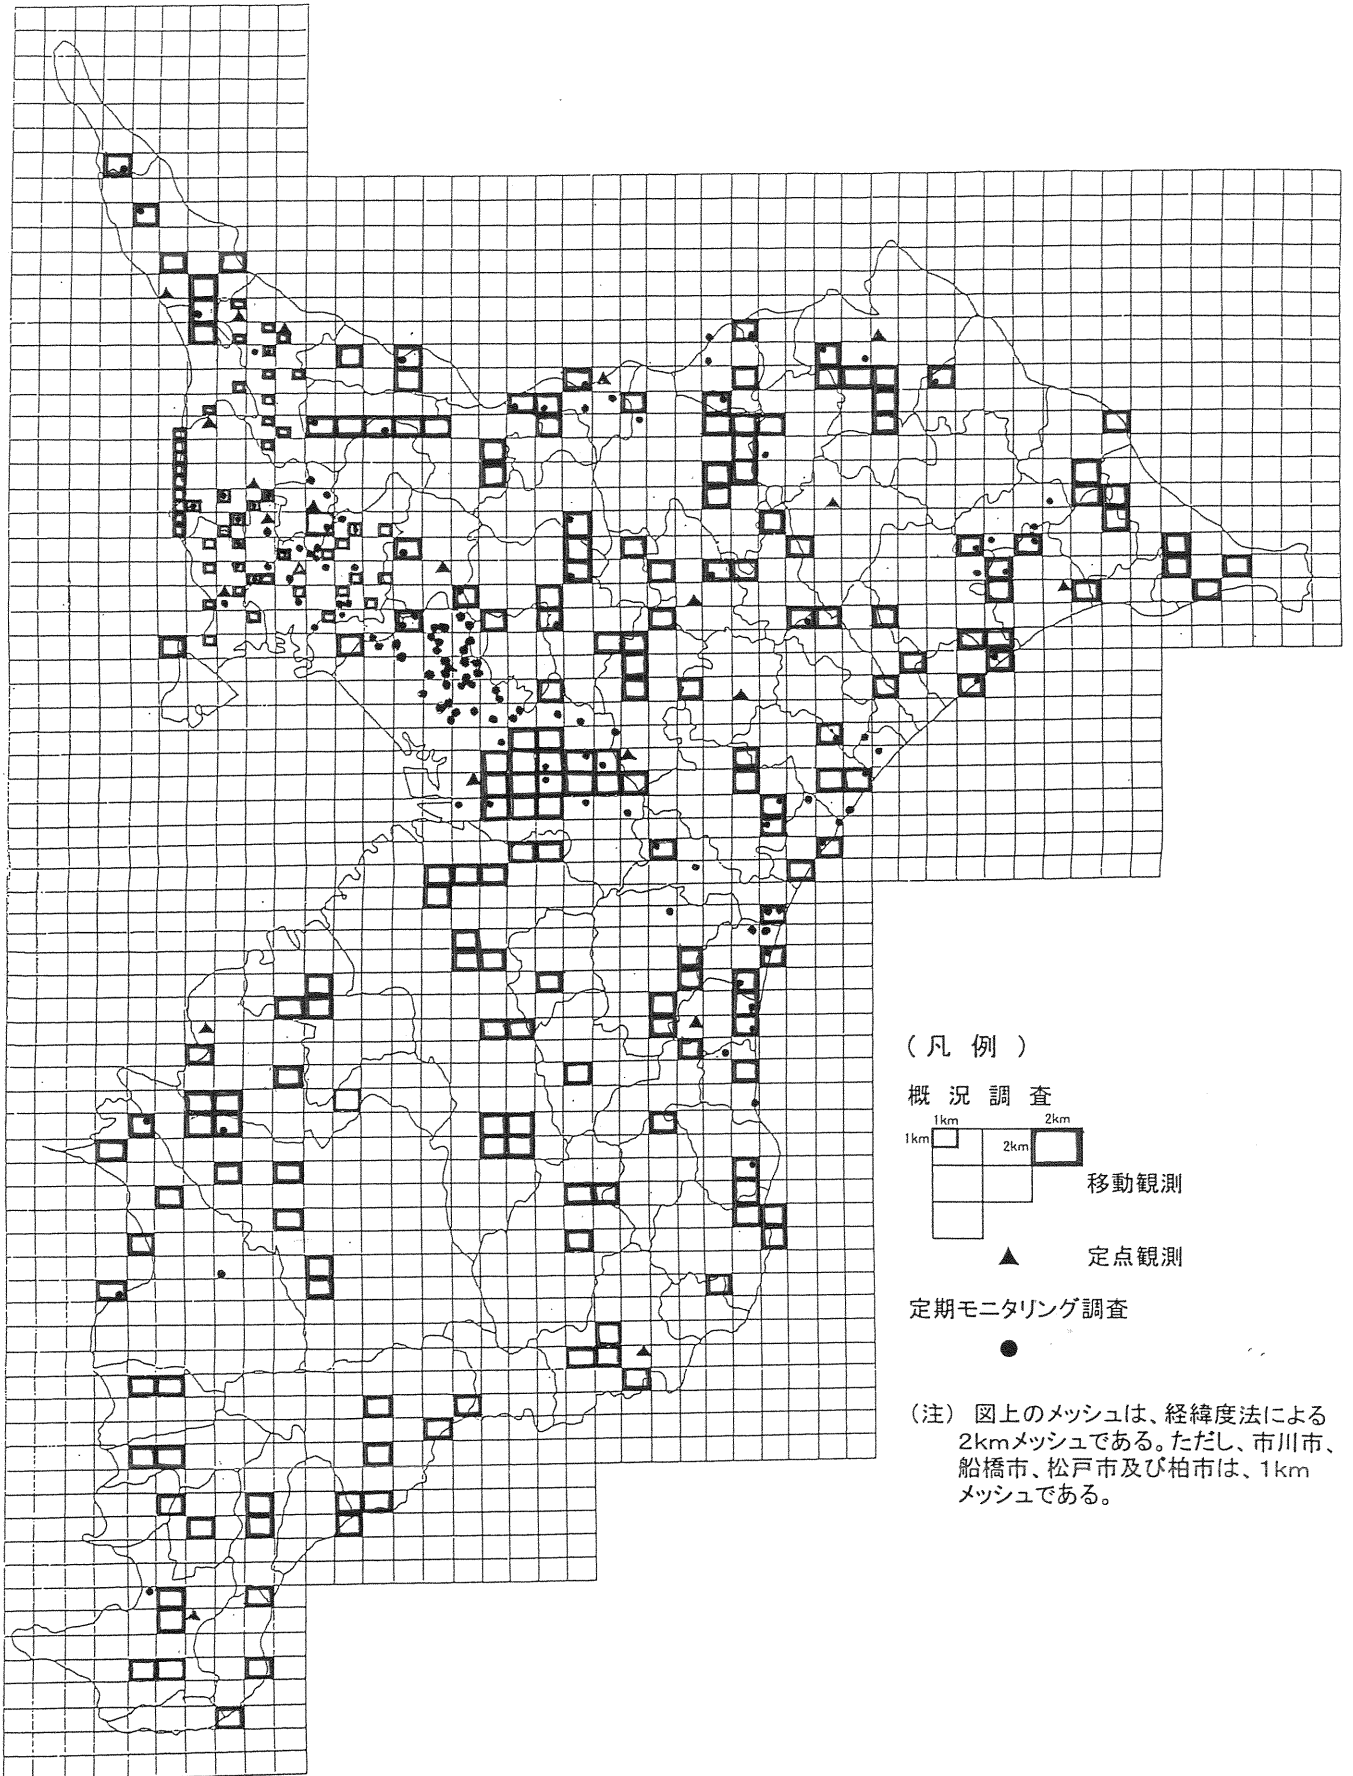 (凡例)
概況調査
1km 2km
1km 2km
移動観測
定点観測
定期モニタリング調査
(注) 図上のメッシュは、経緯度法による
2kmメッシュである。ただし、市川市、
船橋市、松戸市及び柏市は、1km
メッシュである。